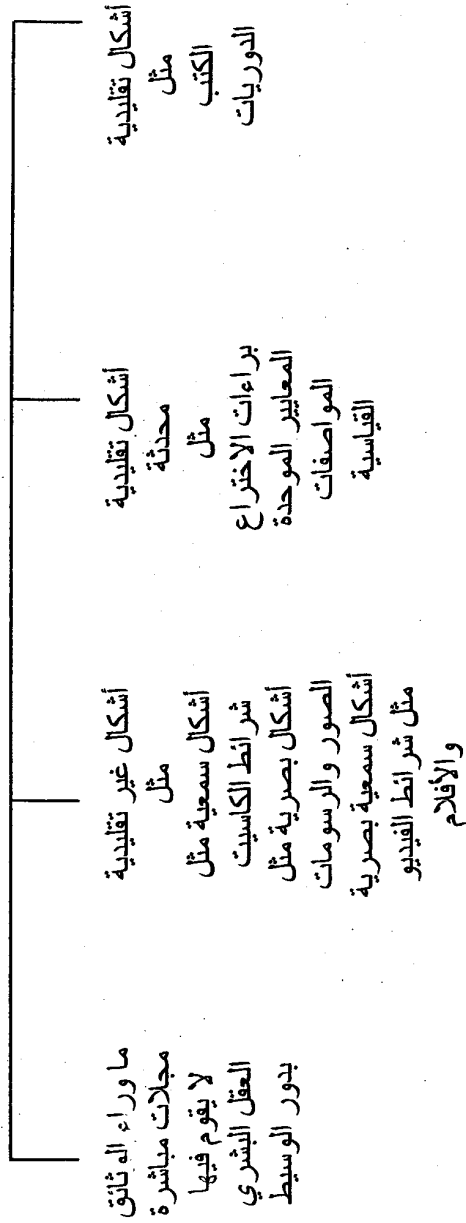 أشكال تقليدية
مثل
الكتب
الدوريات
أشكال تقليدية
محدثة
مثل
براءات الاختراع
المعايير الموحدة
المواصفات
القياسية
أشكال غير تقليدية
مثل
أشكال سمعية مثل
شرائط الكاسيت
أشكال بصرية مثل
الصور والرسومات
أشكال سمعية بصرية
مثل شرائط الفيديو
والأفلام
ما وراء الوثائق
مجلات مباشرة
لا يقوم فيها
العقل البشري
بدور الوسيط